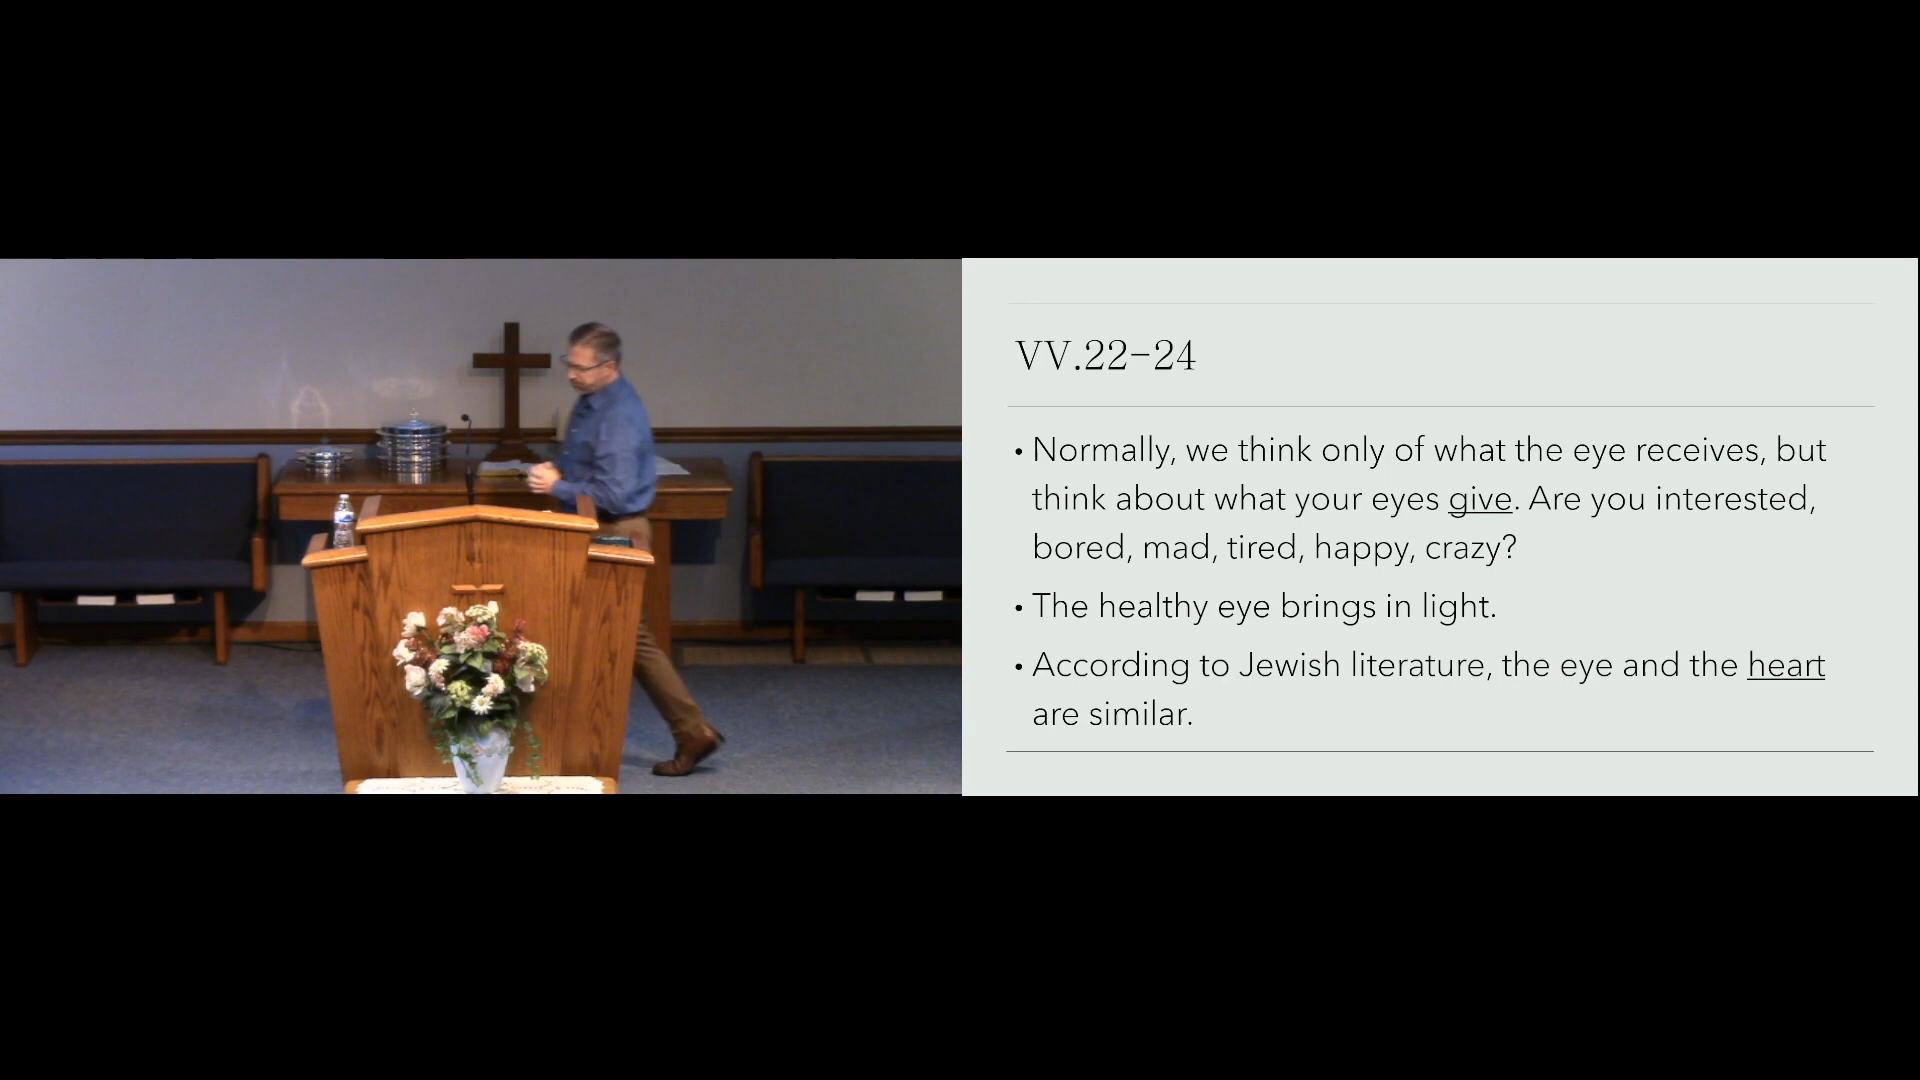 VV.22-24
• Normally, we think only of what the eye receives, but
think about what your eyes give. Are you interested,
bored, mad, tired, happy, crazy?
• The healthy eye brings in light.
• According to Jewish literature, the eye and the heart
are similar.